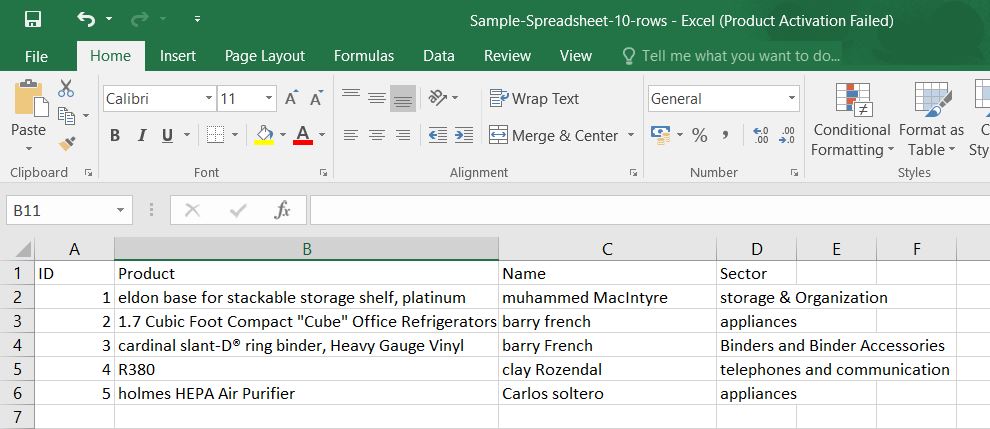 Sample-Spreadsheet-10-rows - Excel (Product Activation Failed)
File Home Insert Page Layout Formulas Data Review View Tell me what you want to do...
Calibri 11 Wrap Text General
Paste B I U Merge & Center % , Conditional Formatting Format as Table
Clipboard Font Alignment Number Styles
B11 fx
A B C D E F
1 ID Product Name Sector
2 1 eldon base for stackable storage shelf, platinum muhammed MacIntyre storage & Organization
3 2 1.7 Cubic Foot Compact "Cube" Office Refrigerators barry french appliances
4 3 cardinal slant-D® ring binder, Heavy Gauge Vinyl barry French Binders and Binder Accessories
5 4 R380 clay Rozendal telephones and communication
6 5 holmes HEPA Air Purifier Carlos soltero appliances
7